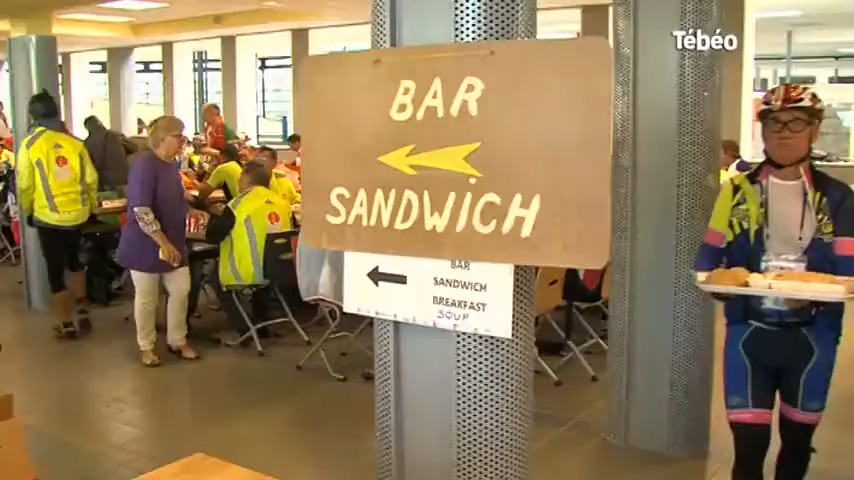 Tébéo
BAR
SANDWICH
BAR
SANDWICH
BREAKFAST
SOUP